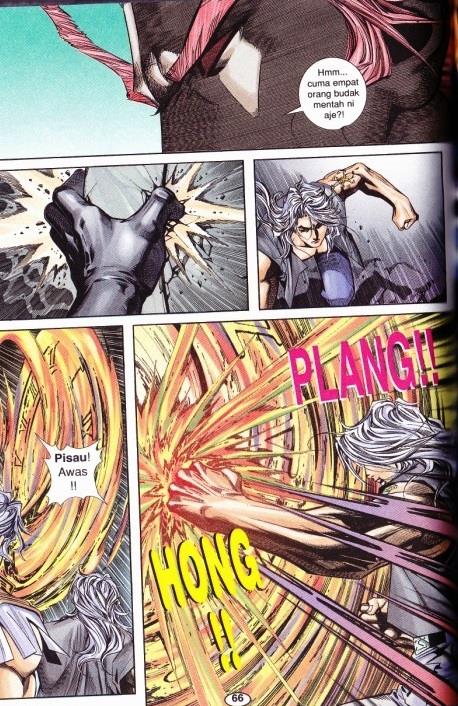 Hmm...
cuma empat
orang budak
mentah ni
aje?!
Pisau!
Awas
!!
PLANG!!
HONG
!!
66